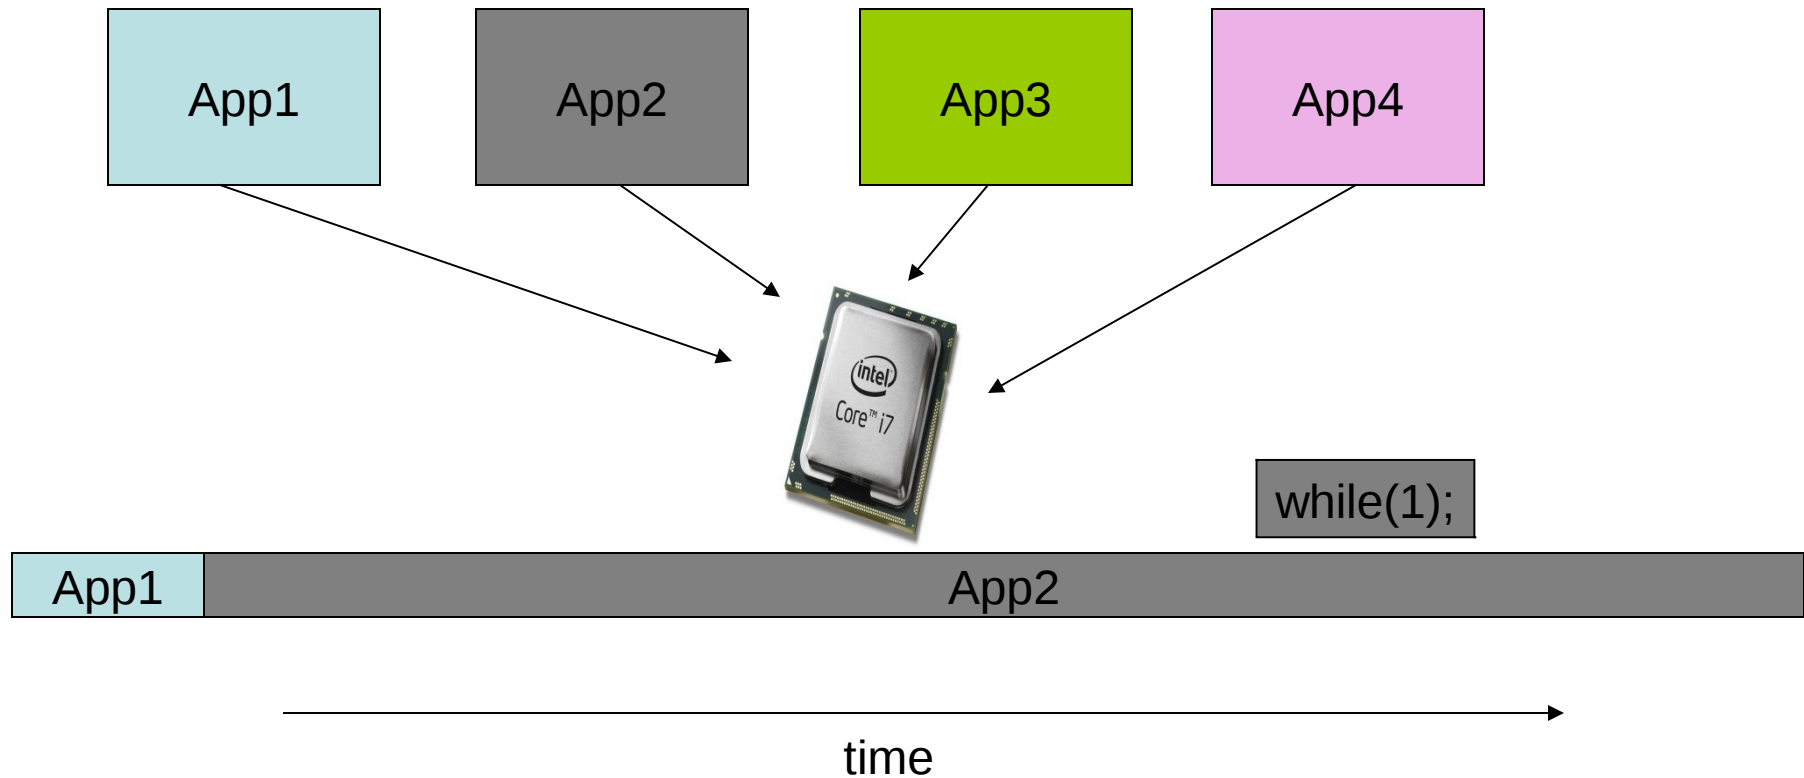 App1
App2
App3
App4
intel
Core™ i7
while(1);
App1
App2
time